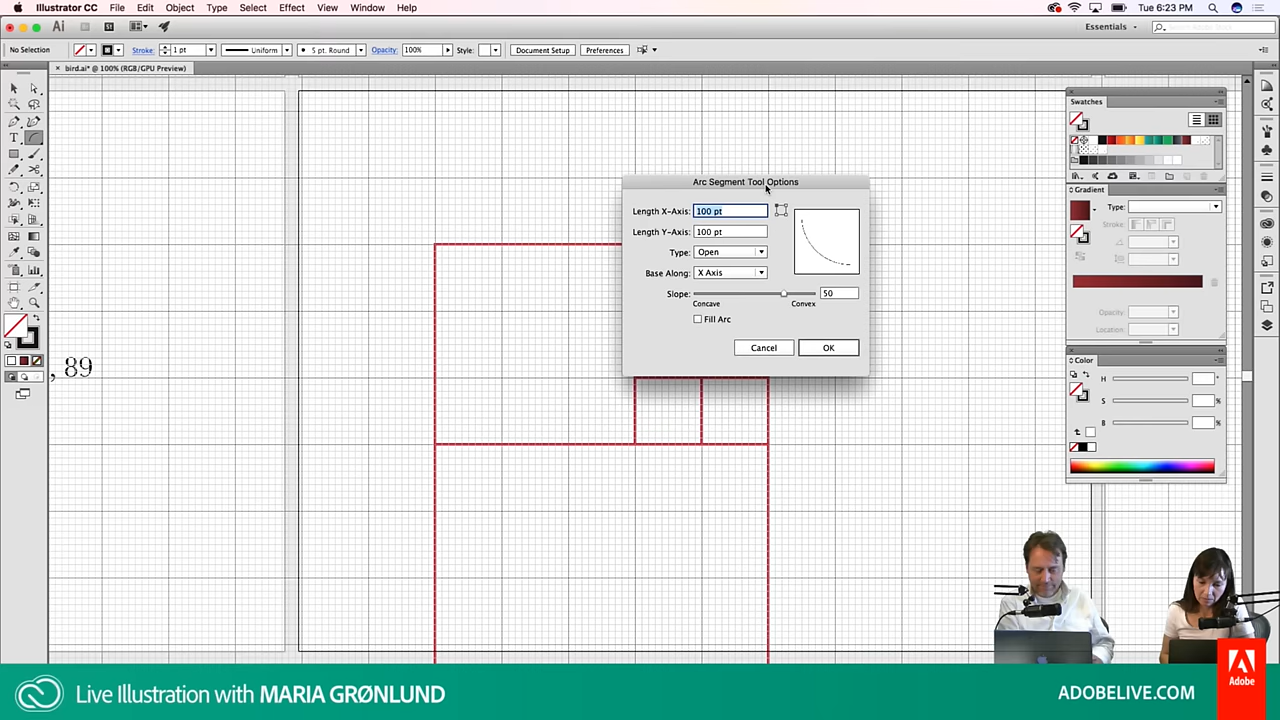 Illustrator CC File Edit Object Type Select Effect View Window Help Tue 6:23 PM
Ai St Essentials
No Selection Stroke: 1 pt Uniform 5 pt. Round Opacity: 100% Style: Document Setup Preferences
× bird.ai* @ 100% (RGB/GPU Preview)
Swatches
Arc Segment Tool Options
Length X-Axis: 100 pt
Length Y-Axis: 100 pt
Type: Open
Base Along: X Axis
Slope: 50
Concave Convex
Fill Arc
Cancel OK
Gradient
Type:
Opacity:
Location:
, 89
Color
H °
S %
B %
Live Illustration with MARIA GRØNLUND
ADOBELIVE.COM
Adobe